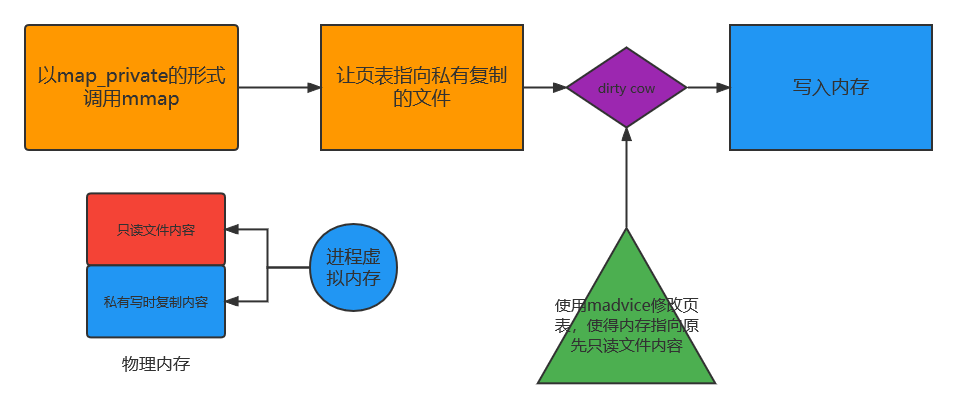 以map_private的形式
调用mmap
让页表指向私有复制
的文件
dirty cow
写入内存
只读文件内容
私有写时复制内容
物理内存
进程虚
拟内存
使用madvice修改页
表，使得内存指向原
先只读文件内容